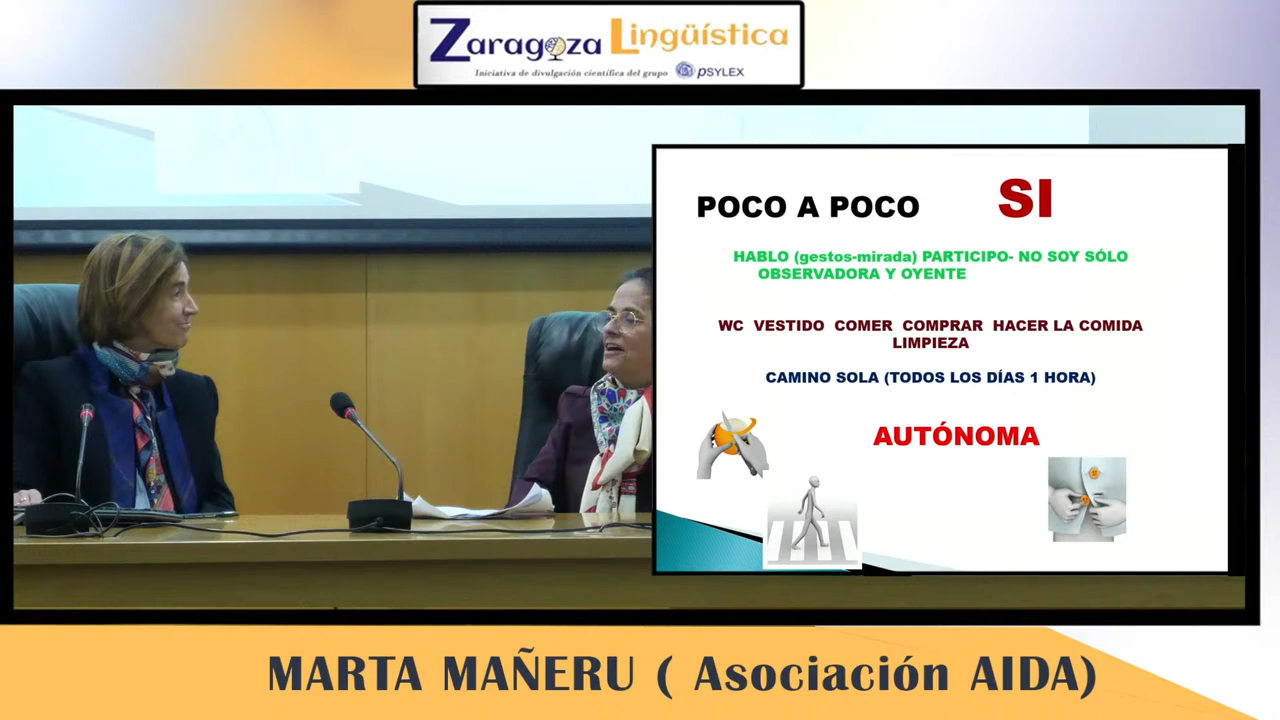 Zaragoza Lingüística
Iniciativa de divulgación científica del grupo PSYLEX
POCO A POCO SI
HABLO (gestos-mirada) PARTICIPO- NO SOY SÓLO
OBSERVADORA Y OYENTE
WC VESTIDO COMER COMPRAR HACER LA COMIDA
LIMPIEZA
CAMINO SOLA (TODOS LOS DÍAS 1 HORA)
AUTÓNOMA
MARTA MAÑERU ( Asociación AIDA)